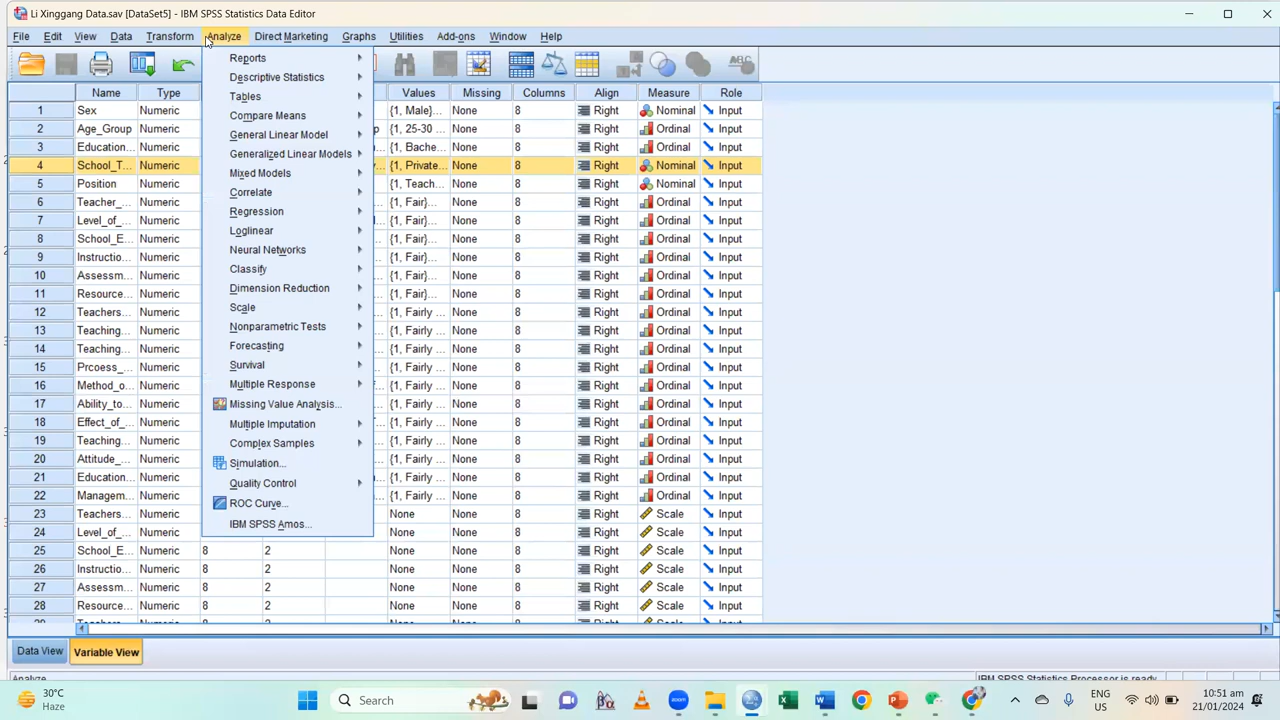 Li Xinggang Data.sav [DataSet5] - IBM SPSS Statistics Data Editor
File Edit View Data Transform Analyze Direct Marketing Graphs Utilities Add-ons Window Help
Reports
Descriptive Statistics
Tables
Compare Means
General Linear Model
Generalized Linear Models
Mixed Models
Correlate
Regression
Loglinear
Neural Networks
Classify
Dimension Reduction
Scale
Nonparametric Tests
Forecasting
Survival
Multiple Response
Missing Value Analysis...
Multiple Imputation
Complex Samples
Simulation...
Quality Control
ROC Curve...
IBM SPSS Amos...
Name Type Values Missing Columns Align Measure Role
1 Sex Numeric {1, Male}... None 8 Right Nominal Input
2 Age_Group Numeric {1, 25-30 ... None 8 Right Ordinal Input
3 Education... Numeric {1, Bache... None 8 Right Ordinal Input
4 School_T... Numeric {1, Private... None 8 Right Nominal Input
5 Position Numeric {1, Teach... None 8 Right Nominal Input
6 Teacher_... Numeric {1, Fair}... None 8 Right Ordinal Input
7 Level_of_... Numeric {1, Fair}... None 8 Right Ordinal Input
8 School_E... Numeric {1, Fair}... None 8 Right Ordinal Input
9 Instructio... Numeric {1, Fair}... None 8 Right Ordinal Input
10 Assessm... Numeric {1, Fair}... None 8 Right Ordinal Input
11 Resource... Numeric {1, Fair}... None 8 Right Ordinal Input
12 Teachers... Numeric {1, Fairly ... None 8 Right Ordinal Input
13 Teaching... Numeric {1, Fairly ... None 8 Right Ordinal Input
14 Teaching... Numeric {1, Fairly ... None 8 Right Ordinal Input
15 Prcoess_... Numeric {1, Fairly ... None 8 Right Ordinal Input
16 Method_o... Numeric {1, Fairly ... None 8 Right Ordinal Input
17 Ability_to... Numeric {1, Fairly ... None 8 Right Ordinal Input
18 Effect_of_... Numeric {1, Fairly ... None 8 Right Ordinal Input
19 Teaching... Numeric {1, Fairly ... None 8 Right Ordinal Input
20 Attitude_... Numeric {1, Fairly ... None 8 Right Ordinal Input
21 Education... Numeric {1, Fairly ... None 8 Right Ordinal Input
22 Managem... Numeric {1, Fairly ... None 8 Right Ordinal Input
23 Teachers... Numeric None None 8 Right Scale Input
24 Level_of_... Numeric None None 8 Right Scale Input
25 School_E... Numeric 8 2 None None 8 Right Scale Input
26 Instructio... Numeric 8 2 None None 8 Right Scale Input
27 Assessm... Numeric 8 2 None None 8 Right Scale Input
28 Resource... Numeric 8 2 None None 8 Right Scale Input
Data View Variable View
Analyze IBM SPSS Statistics Processor is ready
30°C
Haze
Search
ENG
US
10:51 am
21/01/2024